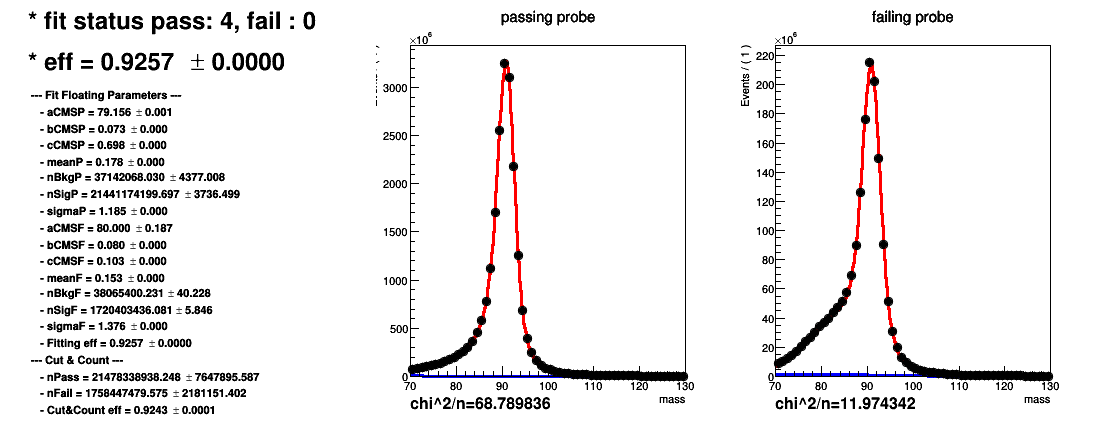 * fit status pass: 4, fail : 0
* eff = 0.9257 ± 0.0000
--- Fit Floating Parameters ---
- aCMSP = 79.156 ± 0.001
- bCMSP = 0.073 ± 0.000
- cCMSP = 0.698 ± 0.000
- meanP = 0.178 ± 0.000
- nBkgP = 37142068.030 ± 4377.008
- nSigP = 21441174199.697 ± 3736.499
- sigmaP = 1.185 ± 0.000
- aCMSF = 80.000 ± 0.187
- bCMSF = 0.080 ± 0.000
- cCMSF = 0.103 ± 0.000
- meanF = 0.153 ± 0.000
- nBkgF = 38065400.231 ± 40.228
- nSigF = 1720403436.081 ± 5.846
- sigmaF = 1.376 ± 0.000
- Fitting eff = 0.9257 ± 0.0000
--- Cut & Count ---
- nPass = 21478338938.248 ± 7647895.587
- nFail = 1758447479.575 ± 2181151.402
- Cut&Count eff = 0.9243 ± 0.0001
passing probe
×10⁶
3000
2500
2000
1500
1000
500
0
70 80 90 100 110 120 130
mass
chi^2/n=68.789836
failing probe
×10⁶
Events / ( 1 )
220
200
180
160
140
120
100
80
60
40
20
0
70 80 90 100 110 120 130
mass
chi^2/n=11.974342